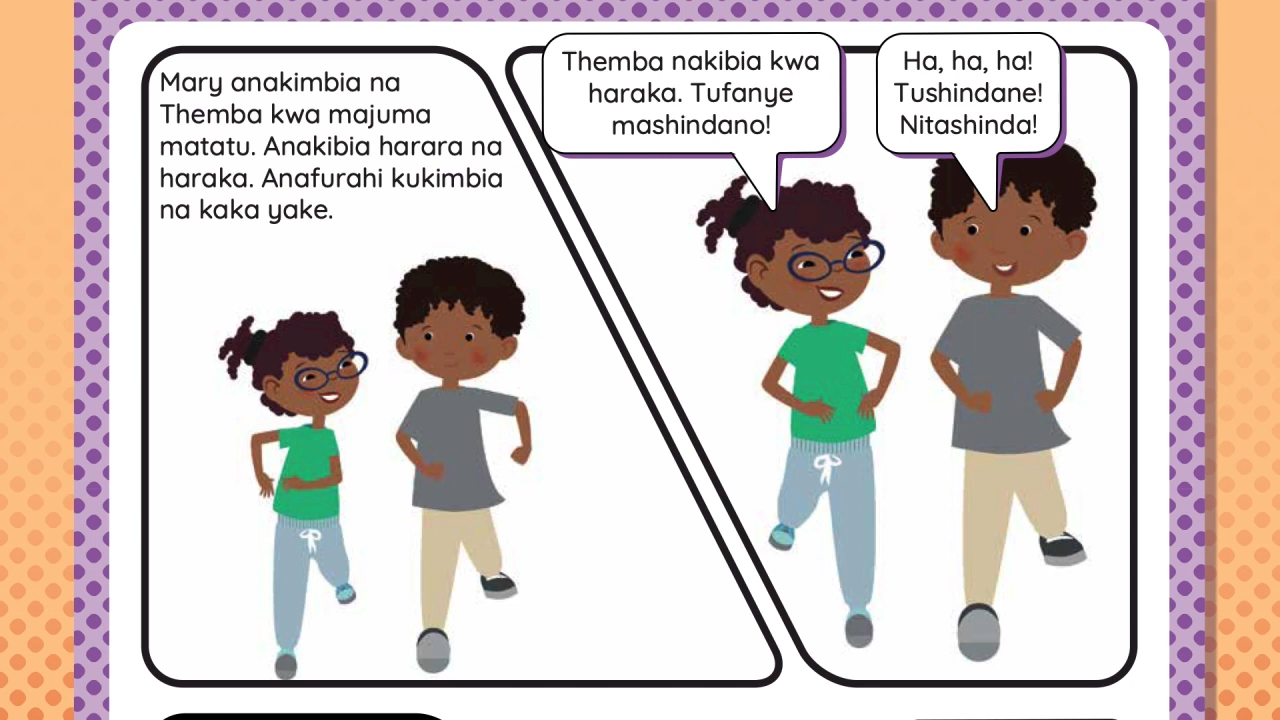 Mary anakimbia na
Themba kwa majuma
matatu. Anakibia harara na
haraka. Anafurahi kukimbia
na kaka yake.
Themba nakibia kwa
haraka. Tufanye
mashindano!
Ha, ha, ha!
Tushindane!
Nitashinda!